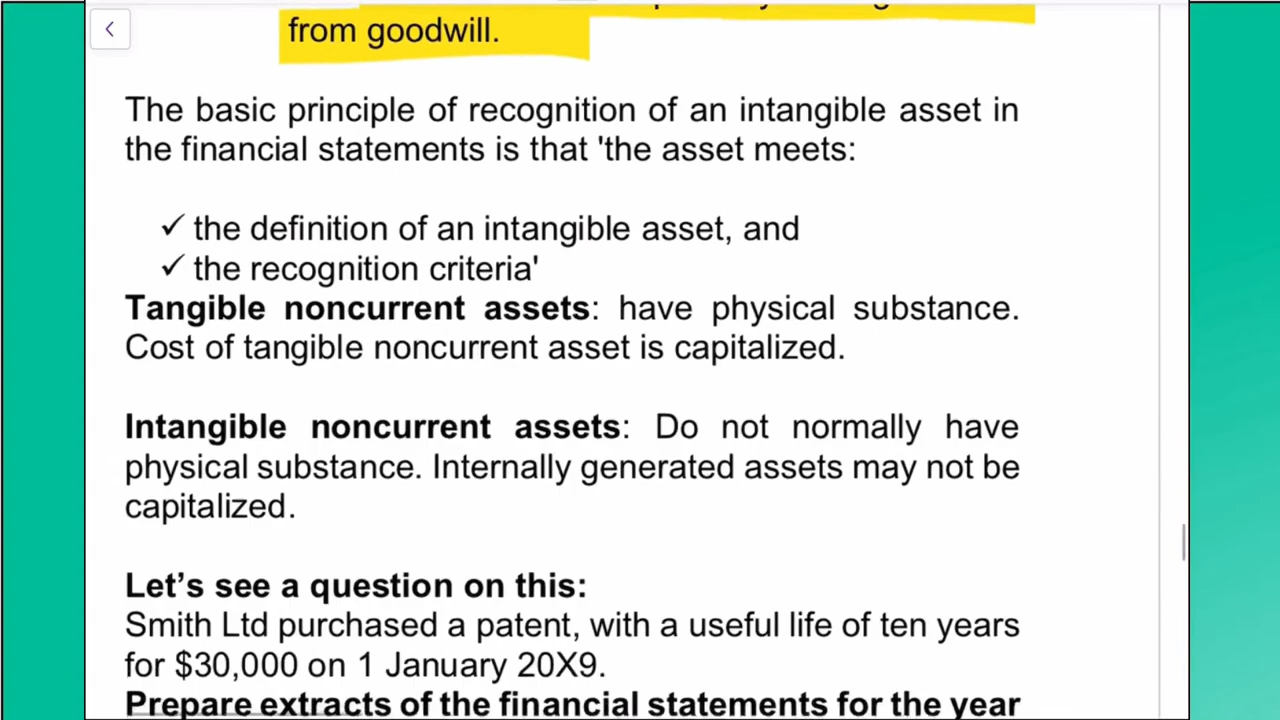 from goodwill.
The basic principle of recognition of an intangible asset in
the financial statements is that 'the asset meets:
✓ the definition of an intangible asset, and
✓ the recognition criteria'
Tangible noncurrent assets: have physical substance.
Cost of tangible noncurrent asset is capitalized.
Intangible noncurrent assets: Do not normally have
physical substance. Internally generated assets may not be
capitalized.
Let's see a question on this:
Smith Ltd purchased a patent, with a useful life of ten years
for $30,000 on 1 January 20X9.
Prepare extracts of the financial statements for the year